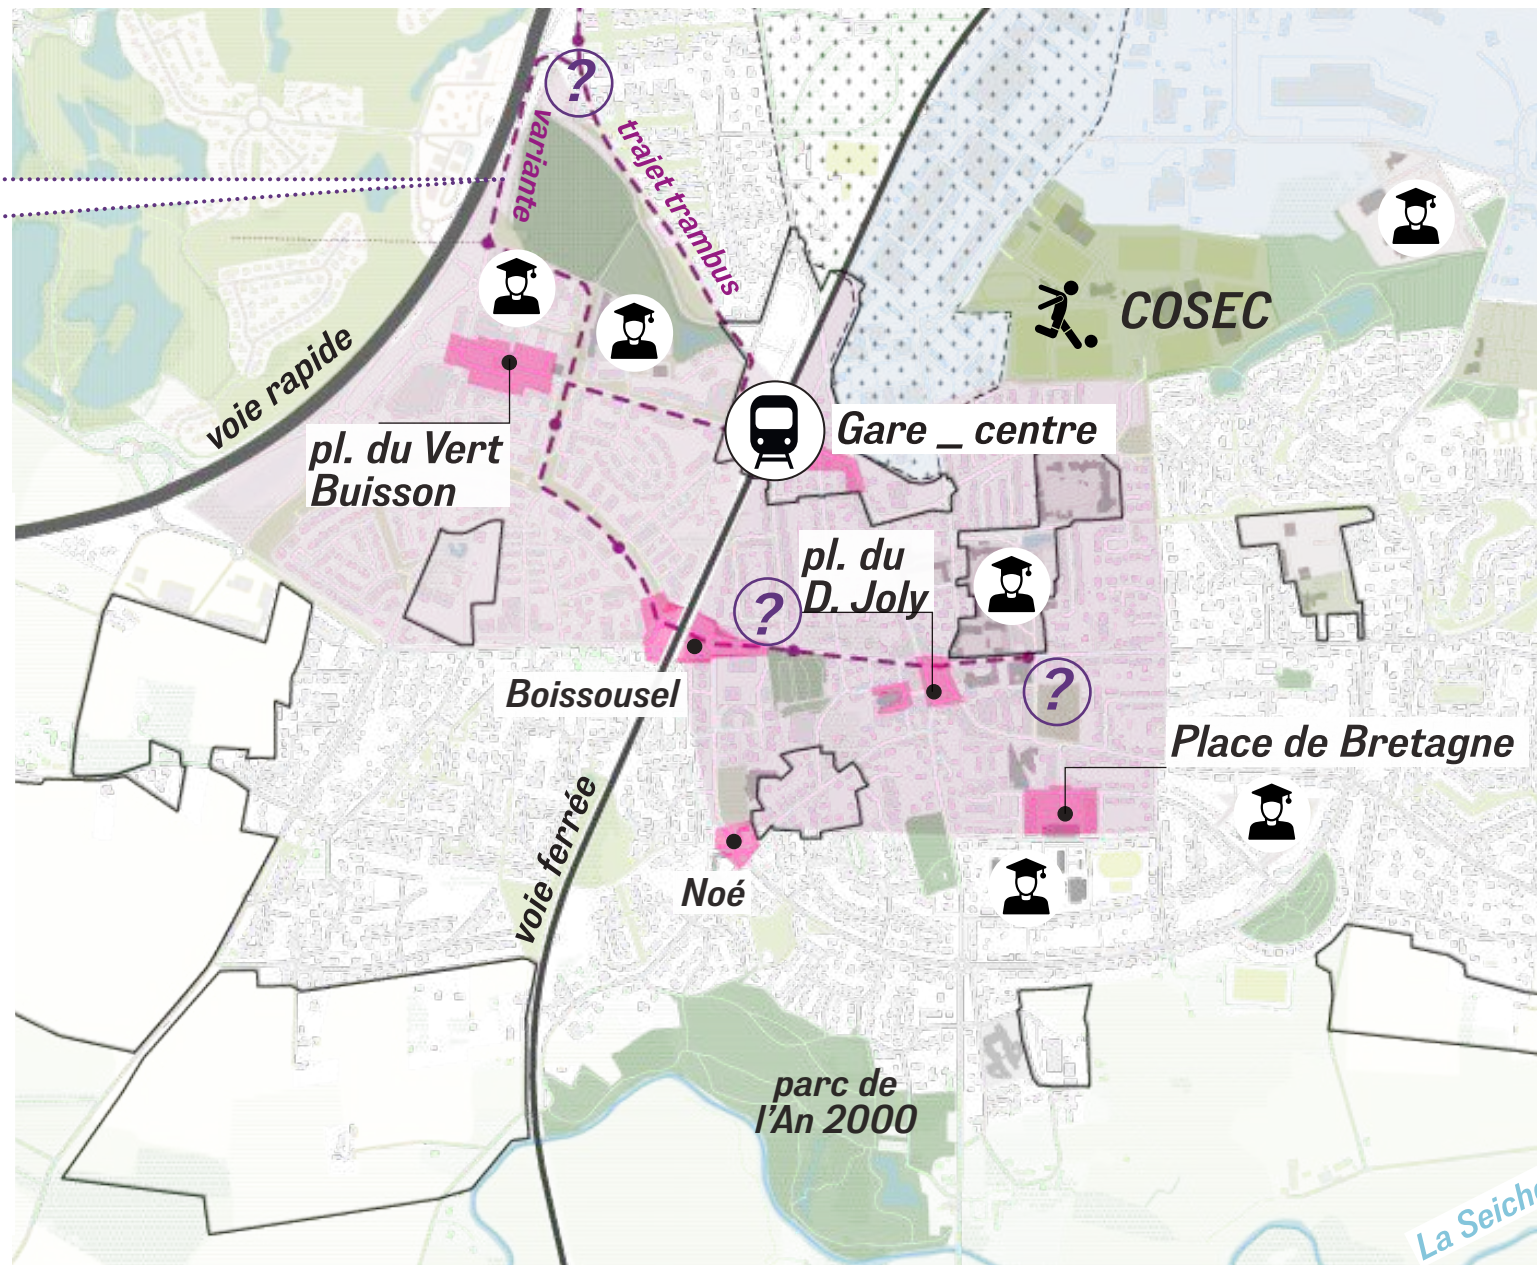 ?
variante
trajet trambus
COSEC
voie rapide
Gare _ centre
pl. du Vert
Buisson
pl. du
D. Joly
?
?
Boissousel
Place de Bretagne
voie ferrée
Noé
parc de
l'An 2000
La Seiche